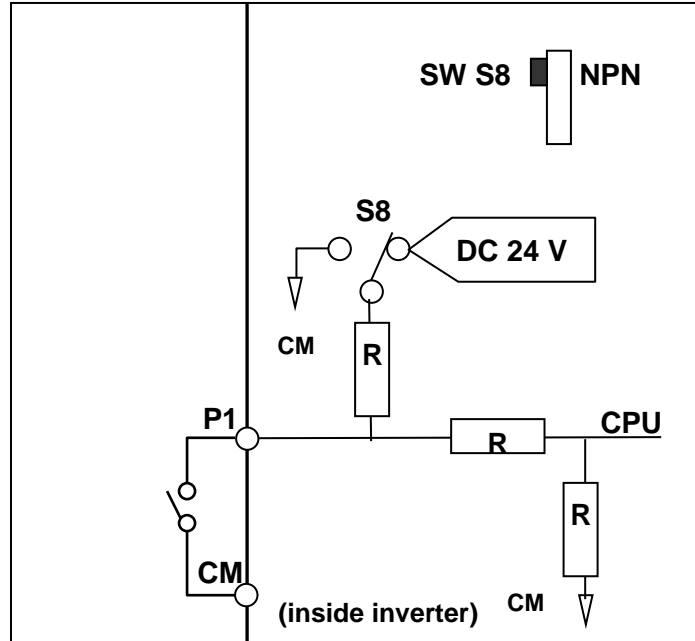 SW S8 NPN
S8
DC 24 V
CM
R
P1
R
CPU
R
CM
(inside inverter)
CM